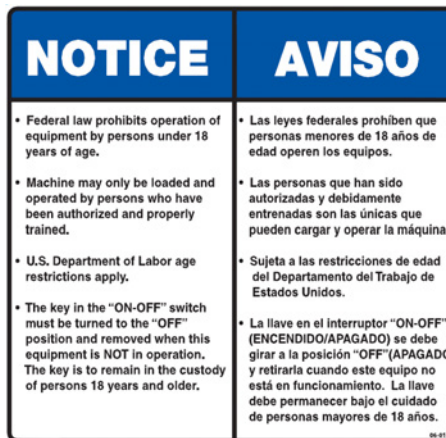 NOTICE
• Federal law prohibits operation of
equipment by persons under 18
years of age.
• Machine may only be loaded and
operated by persons who have
been authorized and properly
trained.
• U.S. Department of Labor age
restrictions apply.
• The key in the “ON-OFF” switch
must be turned to the “OFF”
position and removed when this
equipment is NOT in operation.
The key is to remain in the custody
of persons 18 years and older.
AVISO
• Las leyes federales prohíben que
personas menores de 18 años de
edad operen los equipos.
• Las personas que han sido
autorizadas y debidamente
entrenadas son las únicas que
pueden cargar y operar la máquina
• Sujeta a las restricciones de edad
del Departamento del Trabajo de
Estados Unidos.
• La llave en el interruptor “ON-OFF”
(ENCENDIDO/APAGADO) se debe
girar a la posición “OFF”(APAGADO
y retirarla cuando este equipo no
está en funcionamiento. La llave
debe permanecer bajo el cuidado
de personas mayores de 18 años.